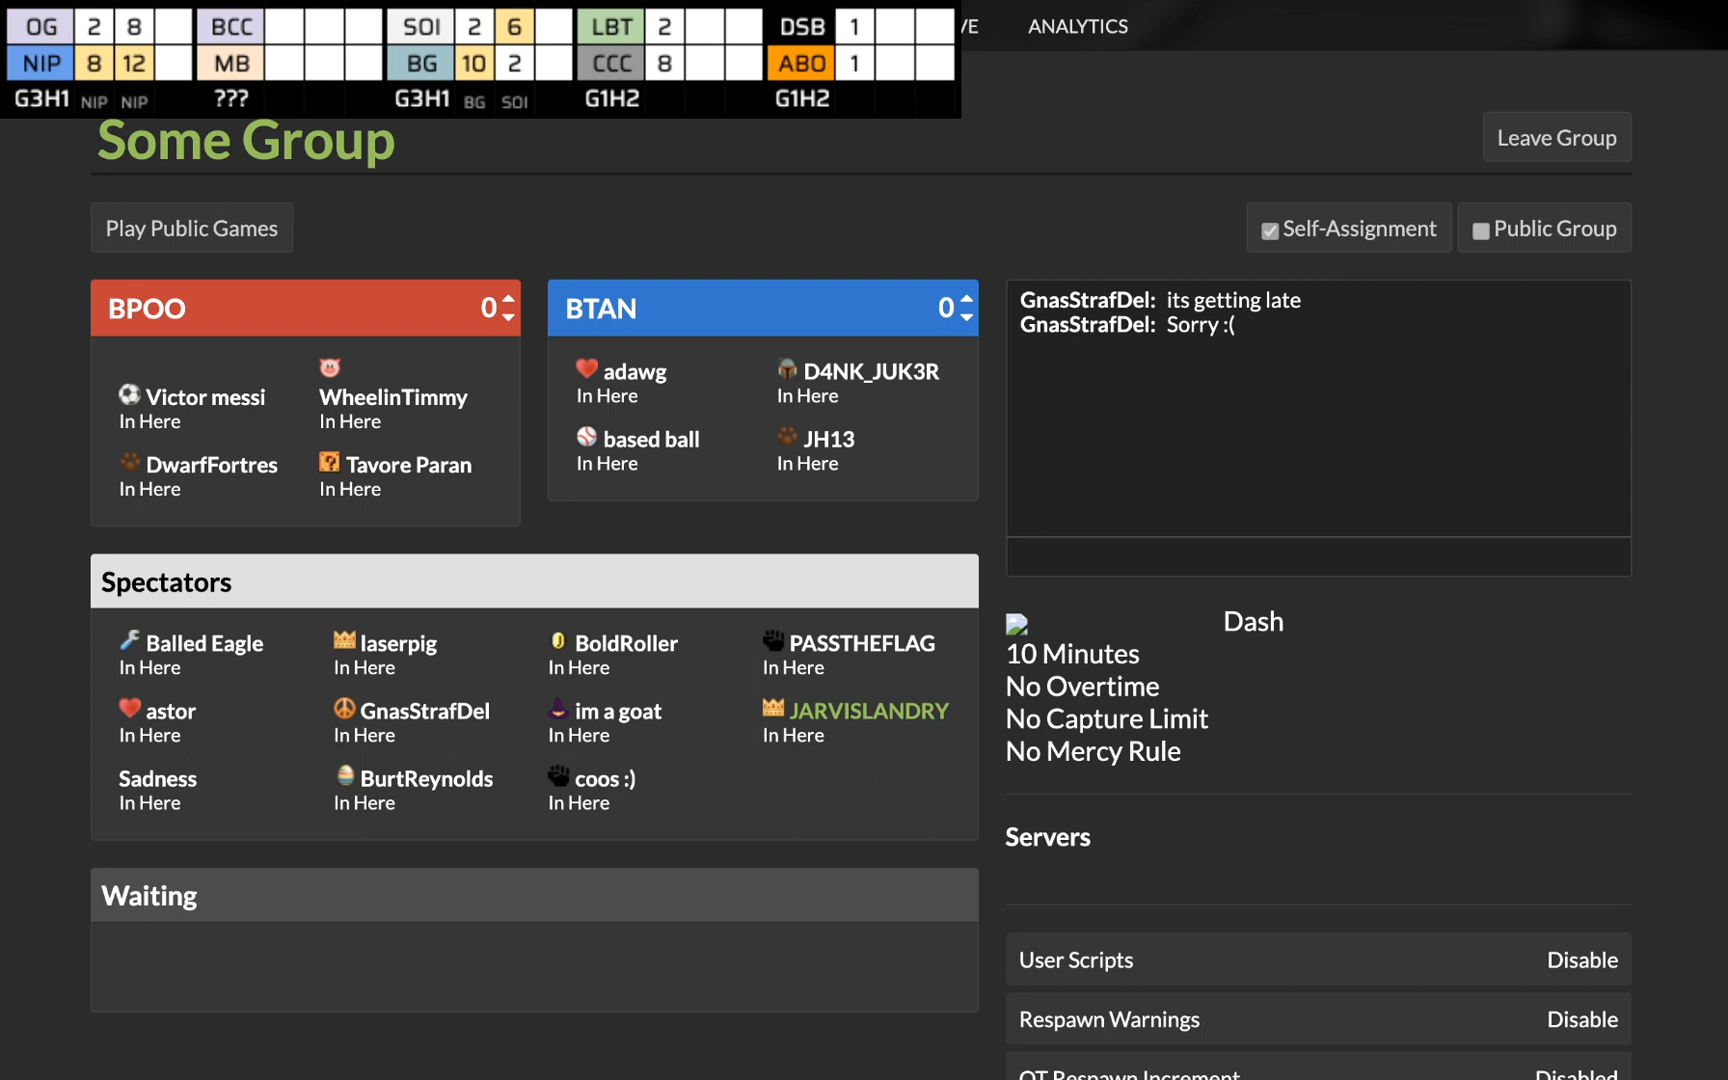 OG 2 8 BCC SOI 2 6 LBT 2 DSB 1
NIP 8 12 MB BG 10 2 CCC 8 ABO 1
G3H1 NIP NIP ??? G3H1 BG SOI G1H2 G1H2
ANALYTICS
Some Group
Leave Group
Play Public Games
Self-Assignment
Public Group
BPOO 0
BTAN 0
Victor messi
In Here
WheelinTimmy
In Here
DwarfFortres
In Here
Tavore Paran
In Here
adawg
In Here
D4NK_JUK3R
In Here
based ball
In Here
JH13
In Here
GnasStrafDel: its getting late
GnasStrafDel: Sorry :(
Spectators
Balled Eagle
In Here
laserpig
In Here
BoldRoller
In Here
PASSTHEFLAG
In Here
astor
In Here
GnasStrafDel
In Here
im a goat
In Here
JARVISLANDRY
In Here
Sadness
In Here
BurtReynolds
In Here
coos :)
In Here
Waiting
Dash
10 Minutes
No Overtime
No Capture Limit
No Mercy Rule
Servers
User Scripts Disable
Respawn Warnings Disable
OT Respawn Increment Disabled